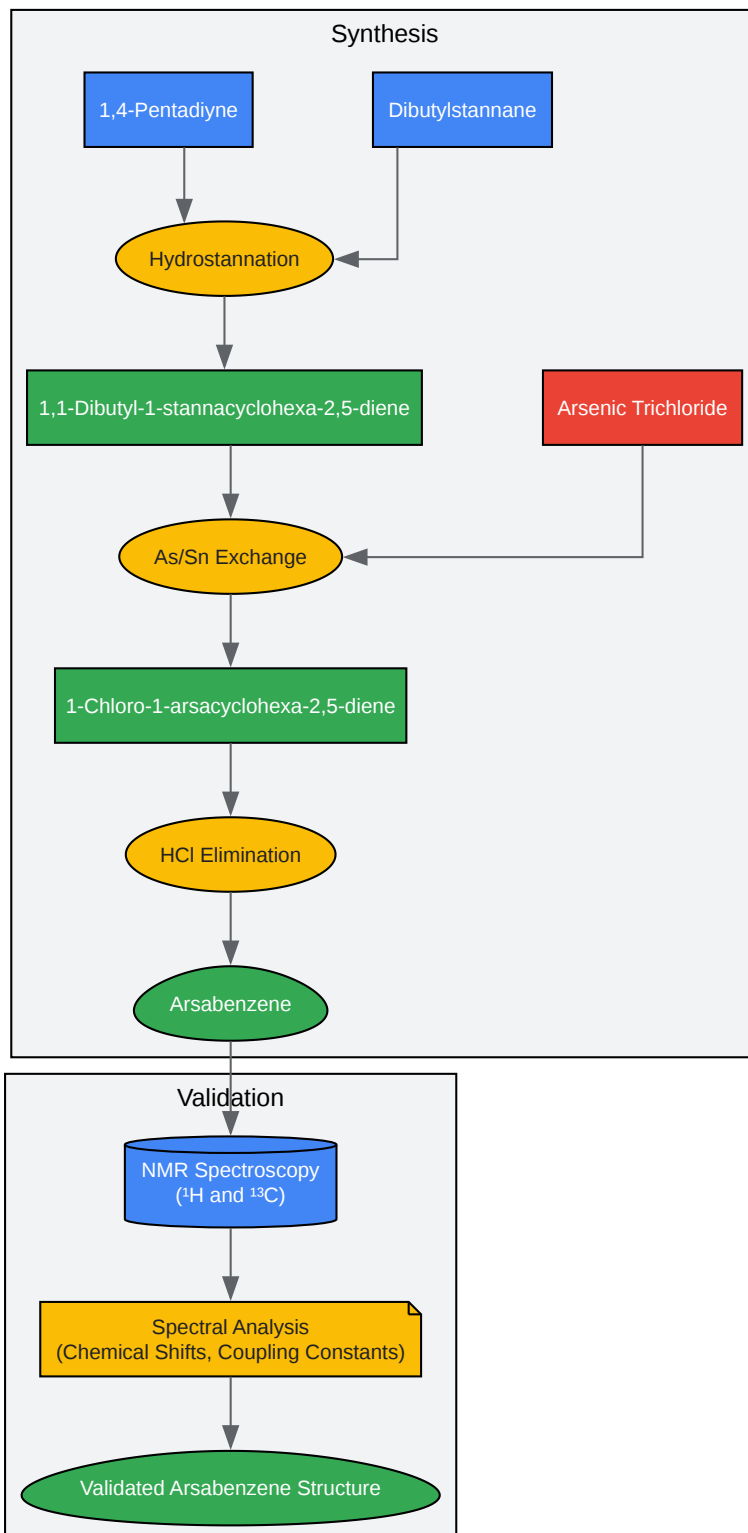 Synthesis
1,4-Pentadiyne
Dibutylstannane
Hydrostannation
1,1-Dibutyl-1-stannacyclohexa-2,5-diene
Arsenic Trichloride
As/Sn Exchange
1-Chloro-1-arsacyclohexa-2,5-diene
HCl Elimination
Arsabenzene
Validation
NMR Spectroscopy
(¹H and ¹³C)
Spectral Analysis
(Chemical Shifts, Coupling Constants)
Validated Arsabenzene Structure